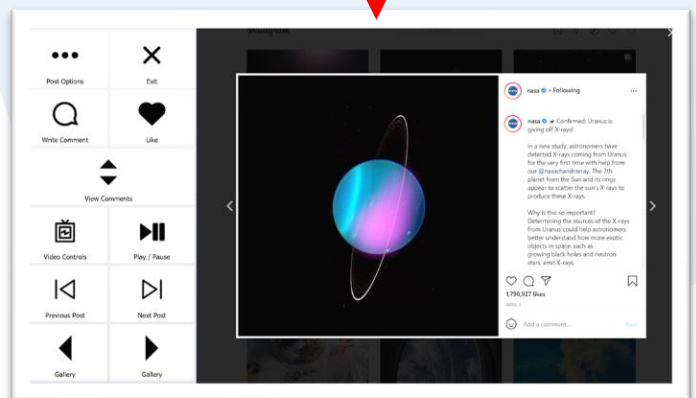 Post Options
Exit
Write Comment
Like
View Comments
Video Controls
Play / Pause
Previous Post
Next Post
Gallery
Gallery
Instagram
nasa • Following
nasa Confirmed: Uranus is
giving off X-rays!
In a new study, astronomers have
detected X-rays coming from Uranus
for the very first time with help from
our @nasachandraxray. The 7th
planet from the Sun and its rings
appear to scatter the sun's X-rays to
produce these X-rays.
Why is this so important?
Determining the sources of the X-rays
from Uranus could help astronomers
better understand how more exotic
objects in space, such as
growing black holes and neutron
stars, emit X-rays.
1,790,927 likes
Add a comment...
Post